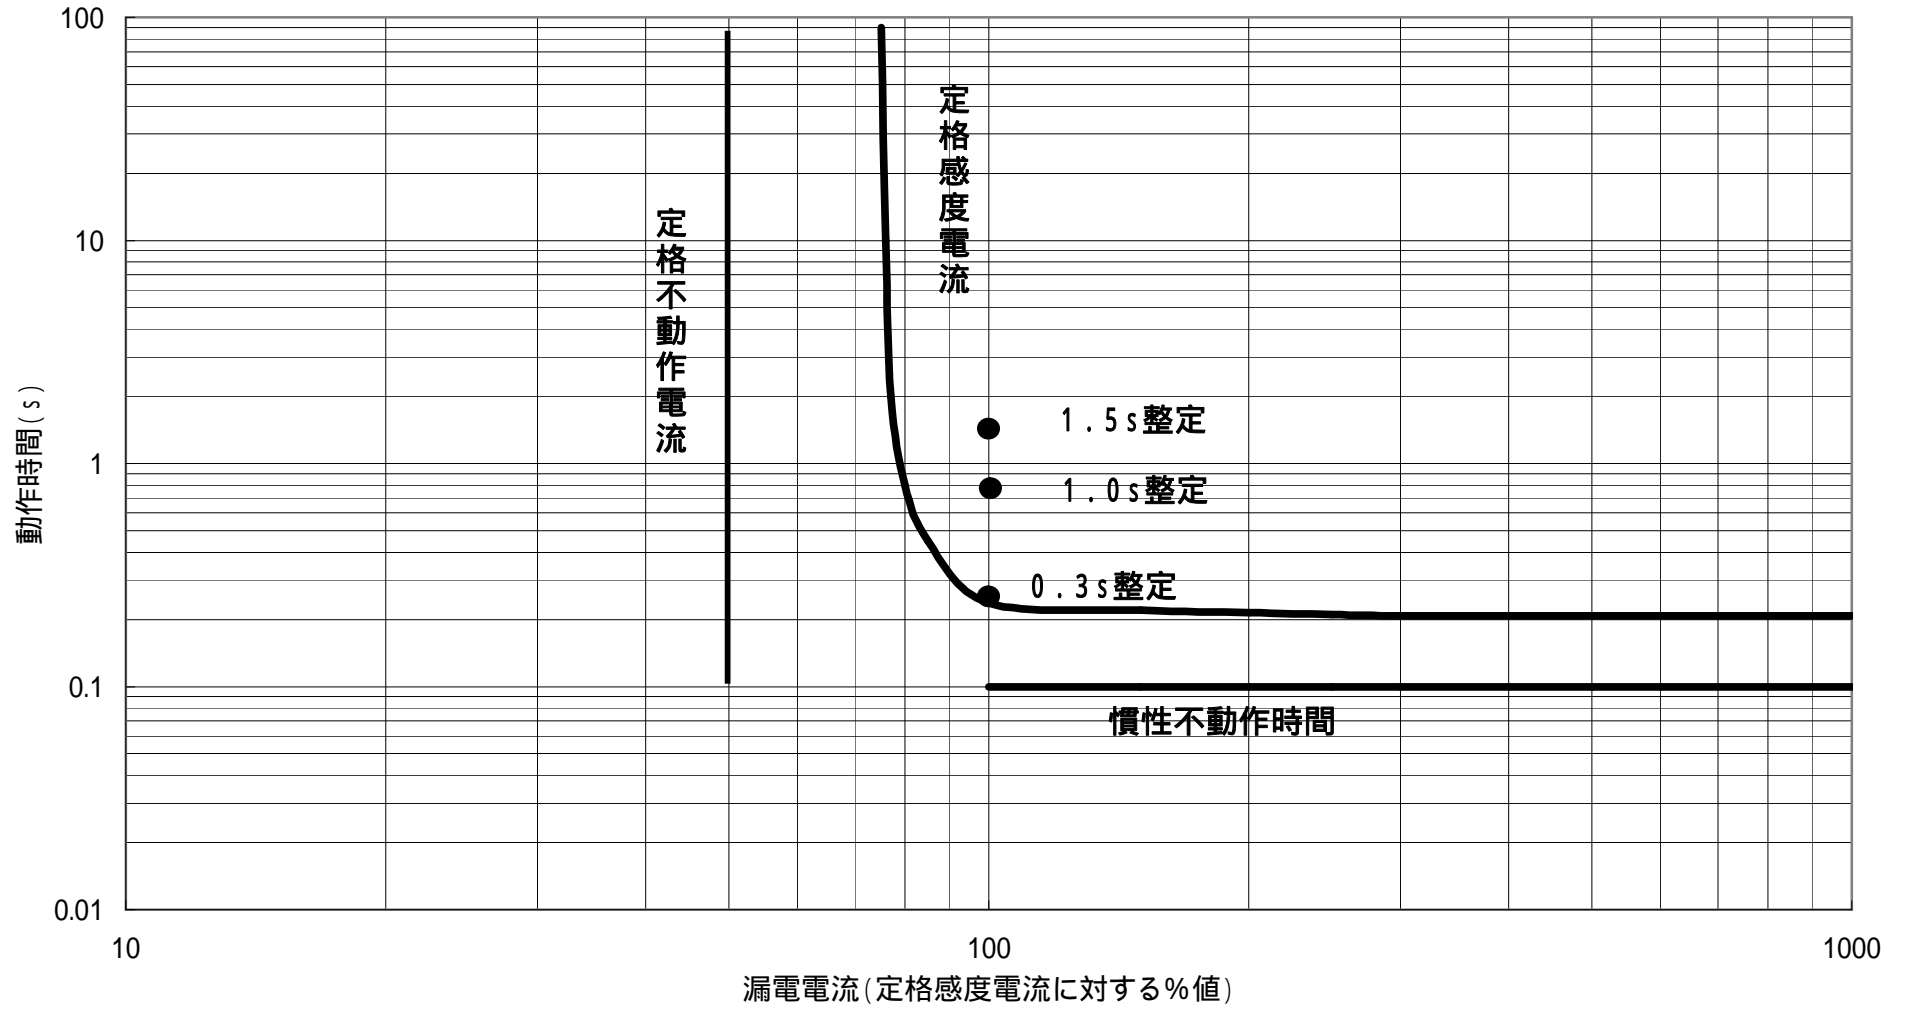 100
10
1
0.1
0.01
動作時間(s)
定格不動作電流
定格感度電流
1.5s整定
1.0s整定
0.3s整定
慣性不動作時間
10
100
1000
漏電電流(定格感度電流に対する%値)